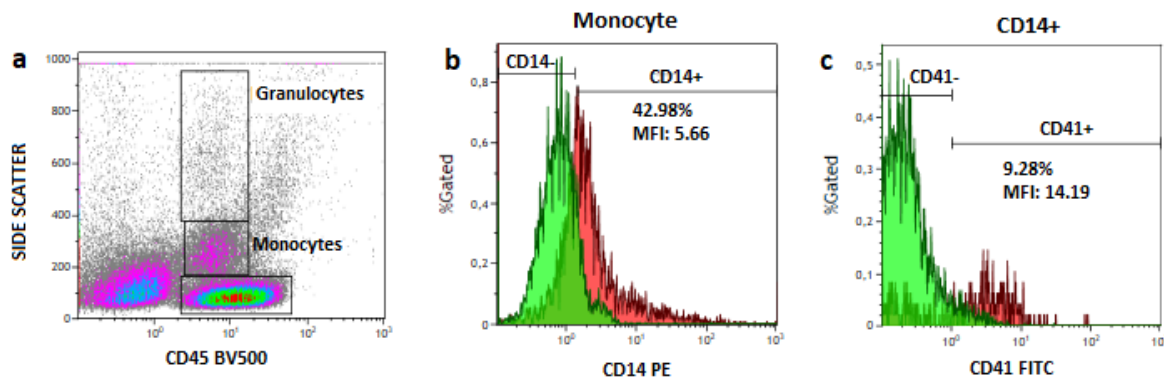 a
1000
800
600
400
200
0
SIDE SCATTER
Granulocytes
Monocytes
10⁰
10¹
10²
10³
CD45 BV500
Monocyte
b
CD14-
CD14+
42.98%
MFI: 5.66
0,8
0,6
0,4
0,2
0
%Gated
10⁰
10¹
10²
10³
CD14 PE
CD14+
c
CD41-
CD41+
9.28%
MFI: 14.19
0,5
0,4
0,3
0,2
0,1
0
%Gated
10⁰
10¹
10²
10³
CD41 FITC